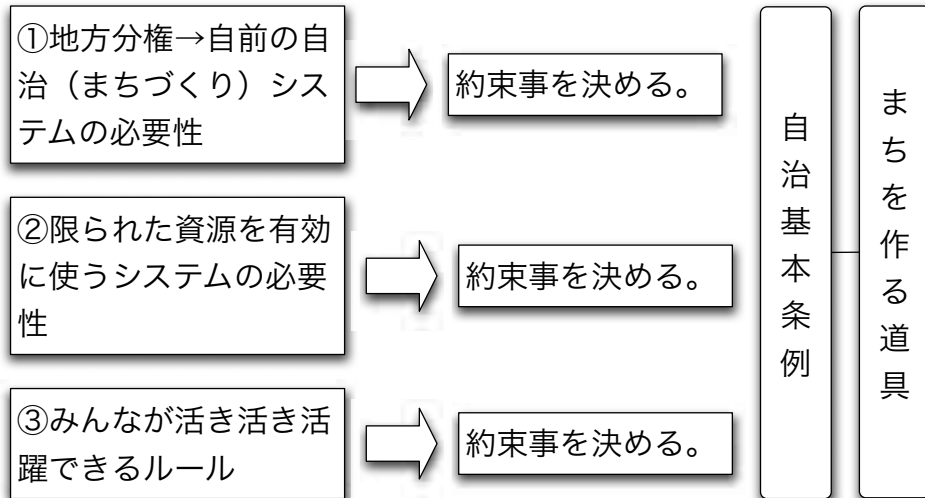 ①地方分権→自前の自
治（まちづくり）シス
テムの必要性
約束事を決める。
②限られた資源を有効
に使うシステムの必要
性
約束事を決める。
③みんなが活き活き活
躍できるルール
約束事を決める。
自治基本条例
まちを作る道具